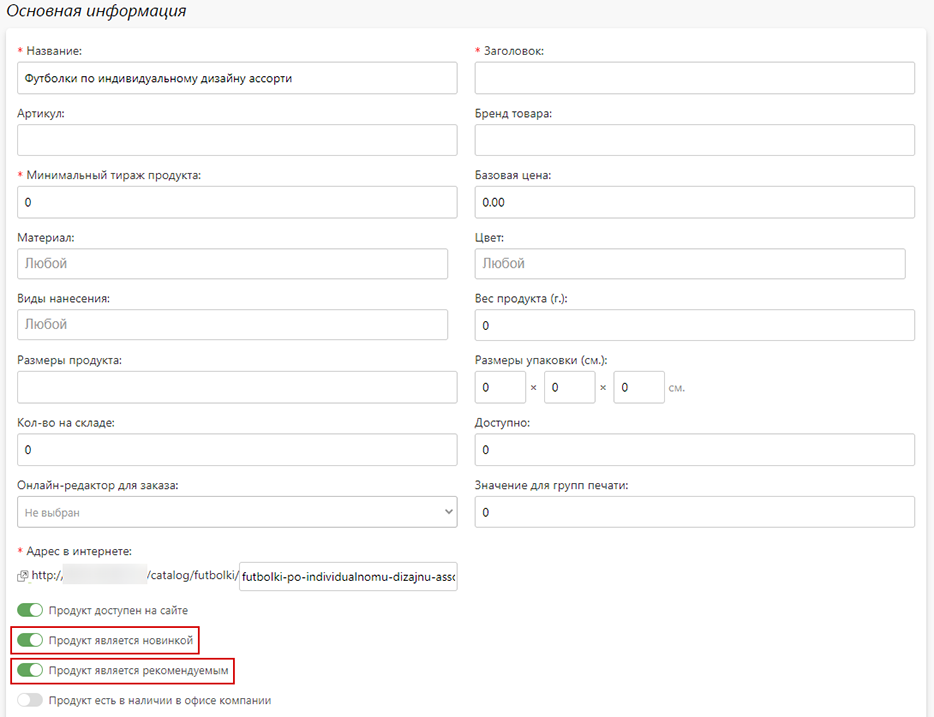 Основная информация
* Название: * Заголовок:
Футболки по индивидуальному дизайну ассорти
Артикул: Бренд товара:
* Минимальный тираж продукта: Базовая цена:
0 0.00
Материал: Цвет:
Любой Любой
Виды нанесения: Вес продукта (г.):
Любой 0
Размеры продукта: Размеры упаковки (см.):
0 × 0 × 0 см.
Кол-во на складе: Доступно:
0 0
Онлайн-редактор для заказа: Значение для групп печати:
Не выбран 0
* Адрес в интернете:
http:/ /catalog/futbolki/ futbolki-po-individualnomu-dizajnu-asso
Продукт доступен на сайте
Продукт является новинкой
Продукт является рекомендуемым
Продукт есть в наличии в офисе компании